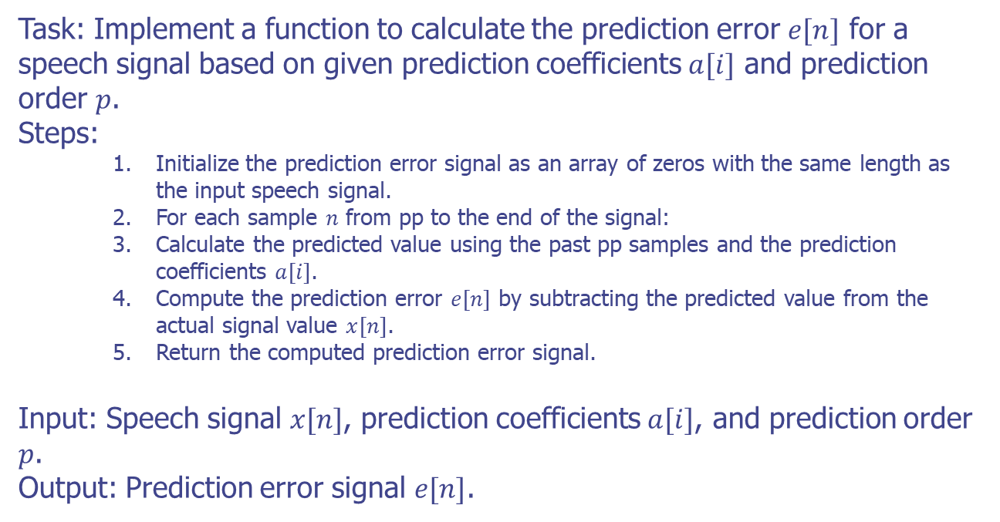 Task: Implement a function to calculate the prediction error e[n] for a
speech signal based on given prediction coefficients a[i] and prediction
order p.
Steps:
1. Initialize the prediction error signal as an array of zeros with the same length as
the input speech signal.
2. For each sample n from pp to the end of the signal:
3. Calculate the predicted value using the past pp samples and the prediction
coefficients a[i].
4. Compute the prediction error e[n] by subtracting the predicted value from the
actual signal value x[n].
5. Return the computed prediction error signal.
Input: Speech signal x[n], prediction coefficients a[i], and prediction order
p.
Output: Prediction error signal e[n].